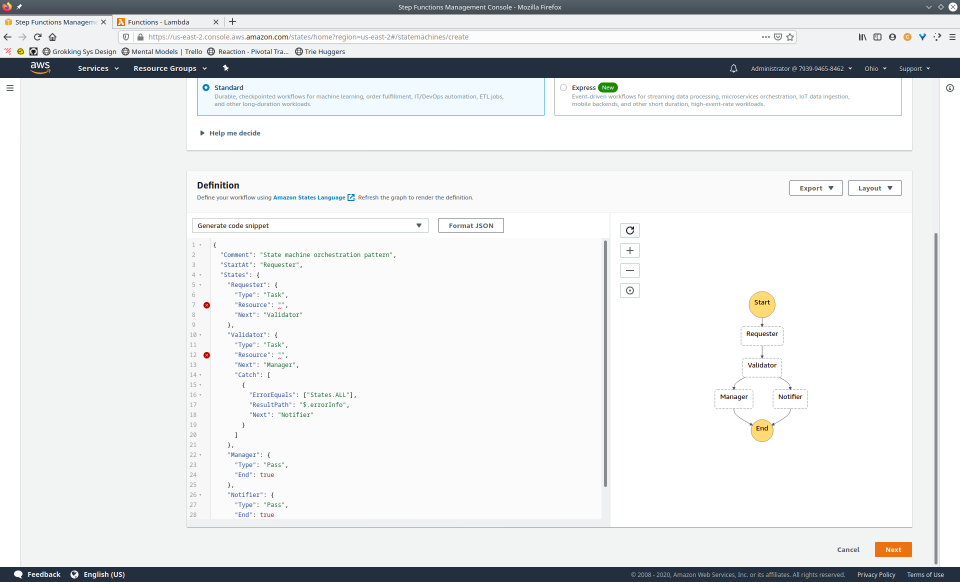 Step Functions Management Console - Mozilla Firefox
Step Functions Managem
Functions - Lambda
https://us-east-2.console.aws.amazon.com/states/home?region=us-east-2#/statemachines/create
Grokking Sys Design
Mental Models | Trello
Reaction - Pivotal Tra...
Trie Huggers
aws
Services
Resource Groups
Administrator @ 7939-9465-8462
Ohio
Support
Standard
Durable, checkpointed workflows for machine learning, order fulfillment, IT/DevOps automation, ETL jobs,
and other long-duration workloads.
Express New
Event-driven workflows for streaming data processing, microservices orchestration, IoT data ingestion,
mobile backends, and other short duration, high-event-rate workloads.
Help me decide
Definition
Define your workflow using Amazon States Language . Refresh the graph to render the definition.
Export
Layout
Generate code snippet
Format JSON
1 {
2 "Comment": "State machine orchestration pattern",
3 "StartAt": "Requester",
4 "States": {
5 "Requester": {
6 "Type": "Task",
7 "Resource": "",
8 "Next": "Validator"
9 },
10 "Validator": {
11 "Type": "Task",
12 "Resource": "",
13 "Next": "Manager",
14 "Catch": [
15 {
16 "ErrorEquals": ["States.ALL"],
17 "ResultPath": "$.errorInfo",
18 "Next": "Notifier"
19 }
20 ]
21 },
22 "Manager": {
23 "Type": "Pass",
24 "End": true
25 },
26 "Notifier": {
27 "Type": "Pass",
28 "End": true
Start
Requester
Validator
Manager
Notifier
End
Cancel
Next
Feedback
English (US)
© 2008 - 2020, Amazon Web Services, Inc. or its affiliates. All rights reserved.
Privacy Policy
Terms of Use